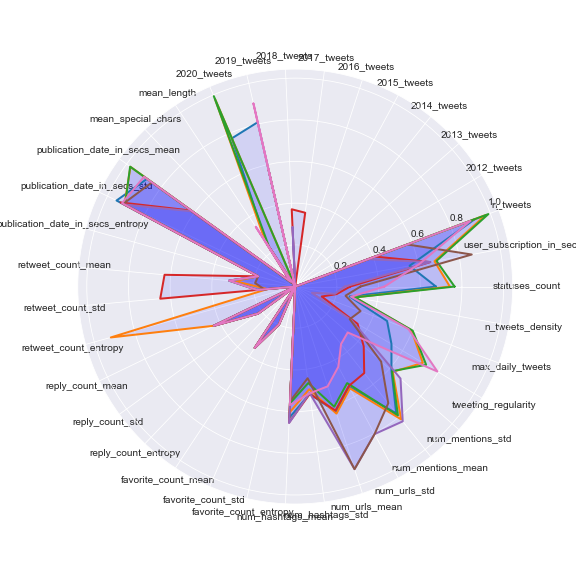 2018_tweets
2017_tweets
2019_tweets
2016_tweets
2020_tweets
2015_tweets
mean_length
2014_tweets
mean_special_chars
2013_tweets
publication_date_in_secs_mean
2012_tweets
publication_date_in_secs_std
1.0
n_tweets
0.8
publication_date_in_secs_entropy
0.6
user_subscription_in_sec
0.4
retweet_count_mean
0.2
statuses_count
retweet_count_std
n_tweets_density
retweet_count_entropy
max_daily_tweets
reply_count_mean
tweeting_regularity
reply_count_std
num_mentions_std
reply_count_entropy
num_mentions_mean
favorite_count_mean
num_urls_std
favorite_count_std
num_urls_mean
favorite_count_entropy
num_hashtags_std
num_hashtags_mean